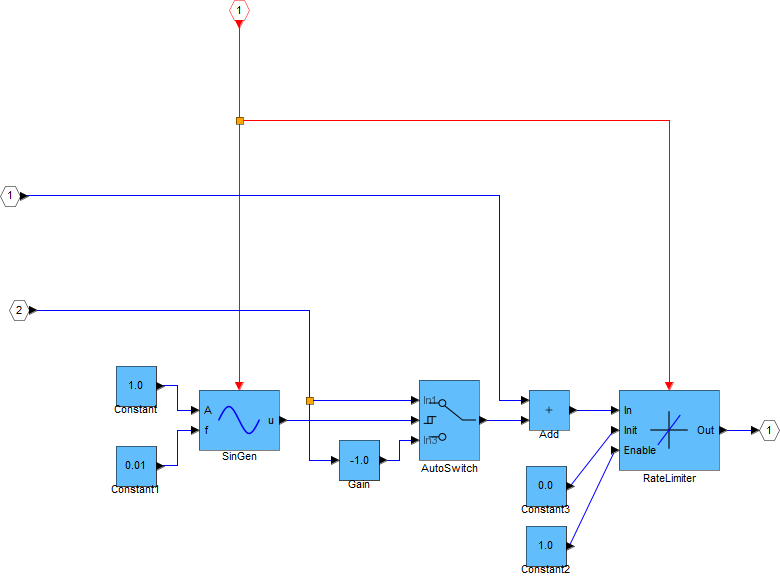 1
1
2
1.0
Constant
0.01
Constant1
A
f
u
SinGen
-1.0
Gain
In1
In3
AutoSwitch
+
Add
0.0
Constant3
1.0
Constant2
In
Init
Enable
Out
RateLimiter
1